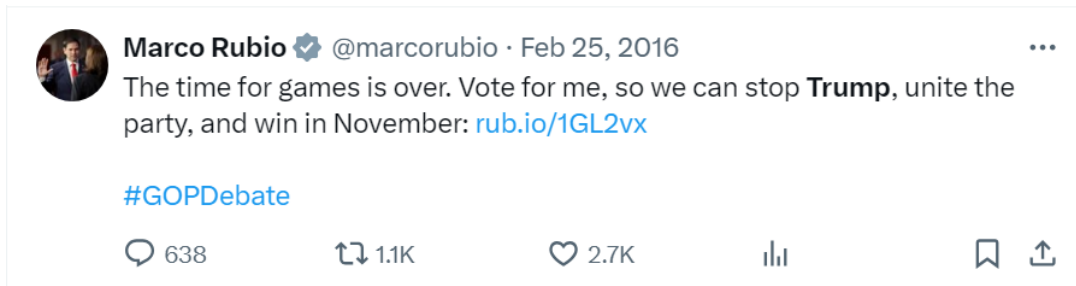 Marco Rubio @marcorubio · Feb 25, 2016
The time for games is over. Vote for me, so we can stop Trump, unite the
party, and win in November: rub.io/1GL2vx
#GOPDebate
638 1.1K 2.7K